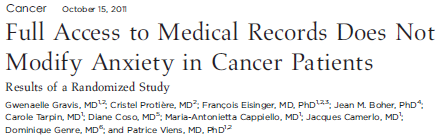 Cancer October 15, 2011
Full Access to Medical Records Does Not
Modify Anxiety in Cancer Patients
Results of a Randomized Study
Gwenaelle Gravis, MD1,2; Cristel Protière, MD2; François Eisinger, MD, PhD1,2,3; Jean M. Boher, PhD4;
Carole Tarpin, MD1; Diane Coso, MD5; Maria-Antonietta Cappiello, MD1; Jacques Camerlo, MD1;
Dominique Genre, MD6; and Patrice Viens, MD, PhD1,2